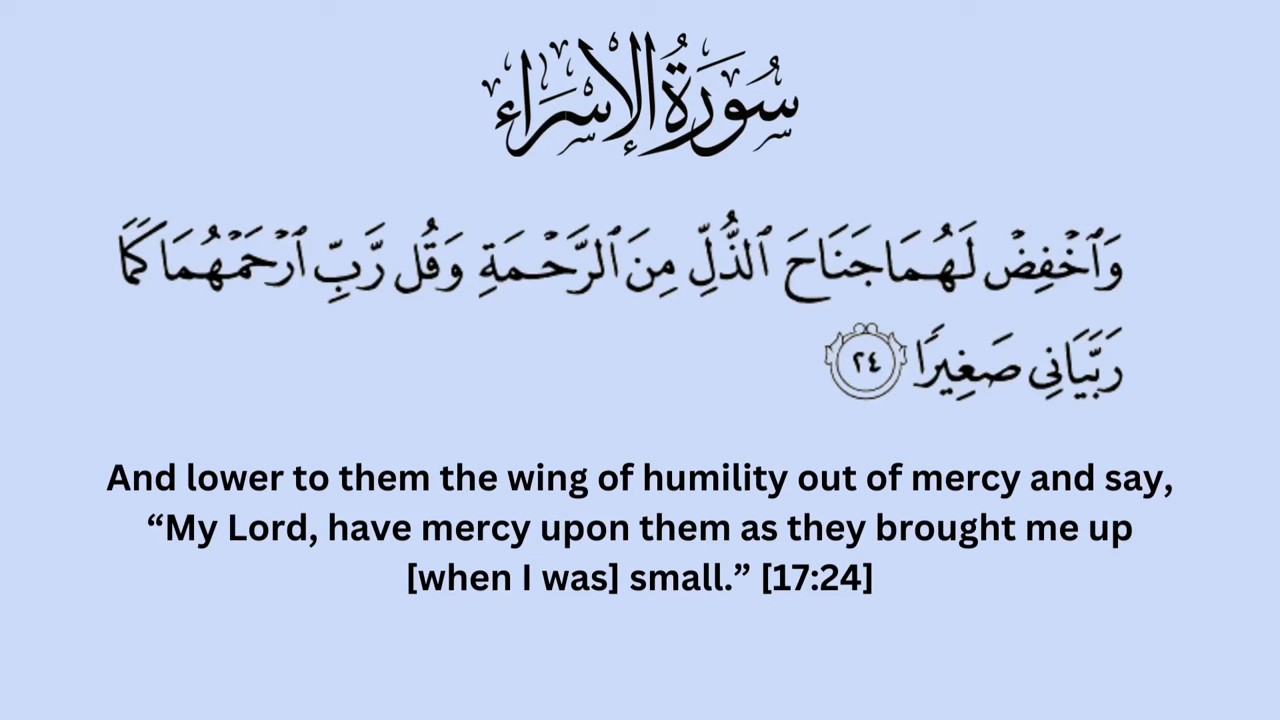 سُورَةُ الإِسْرَاء
وَٱخْفِضْ لَهُمَا جَنَاحَ ٱلذُّلِّ مِنَ ٱلرَّحْمَةِ وَقُل رَّبِّ ٱرْحَمْهُمَا كَمَا
رَبَّيَانِى صَغِيرًا ٢٤
And lower to them the wing of humility out of mercy and say,
“My Lord, have mercy upon them as they brought me up
[when I was] small.” [17:24]